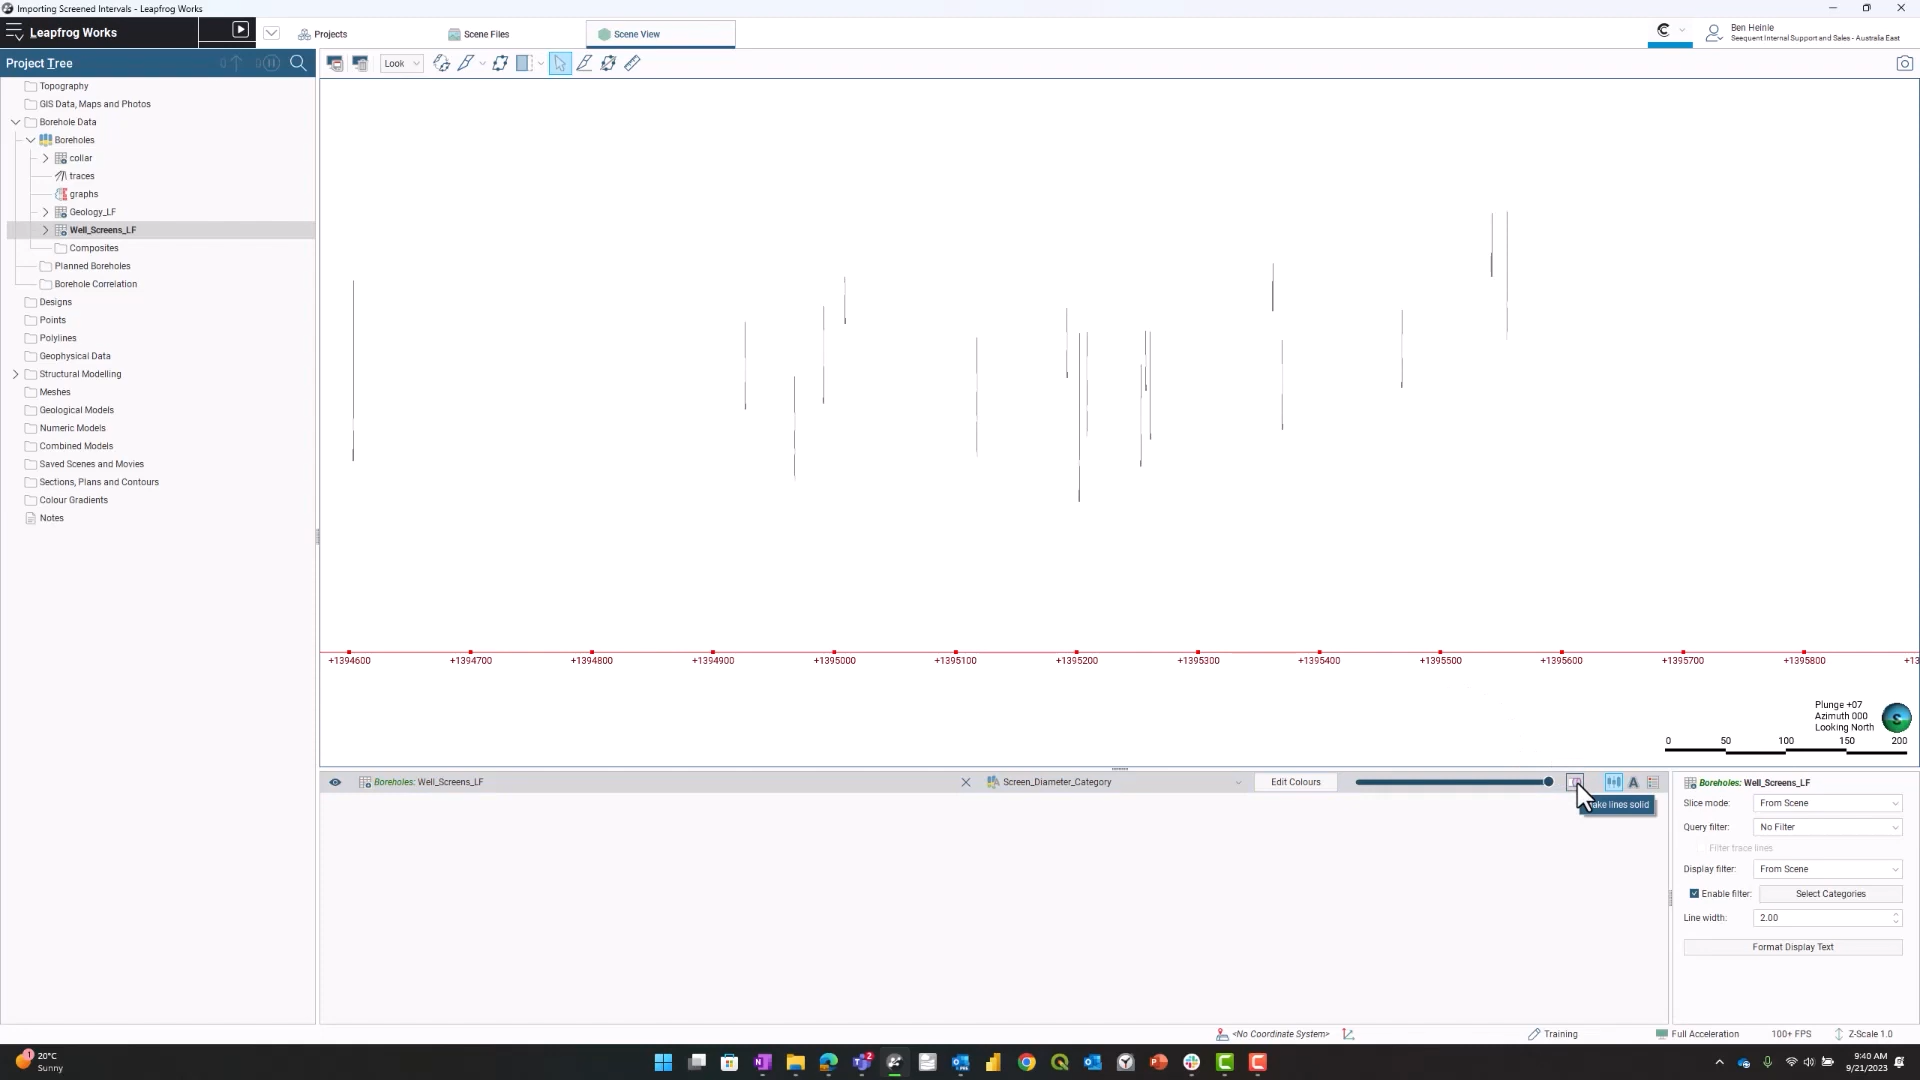 Importing Screened Intervals - Leapfrog Works
Leapfrog Works
Projects
Scene Files
Scene View
Ben Heinle
Seequent Internal Support and Sales - Australia East
Project Tree
0
0
Look
Topography
GIS Data, Maps and Photos
Borehole Data
Boreholes
collar
traces
graphs
Geology_LF
Well_Screens_LF
Composites
Planned Boreholes
Borehole Correlation
Designs
Points
Polylines
Geophysical Data
Structural Modelling
Meshes
Geological Models
Numeric Models
Combined Models
Saved Scenes and Movies
Sections, Plans and Contours
Colour Gradients
Notes
+1394600 +1394700 +1394800 +1394900 +1395000 +1395100 +1395200 +1395300 +1395400 +1395500 +1395600 +1395700 +1395800 +13
Plunge +07
Azimuth 000
Looking North
0 50 100 150 200
Boreholes: Well_Screens_LF
Screen_Diameter_Category
Edit Colours
A
lines solid
Boreholes: Well_Screens_LF
Slice mode: From Scene
Query filter: No Filter
Filter trace lines
Display filter: From Scene
Enable filter: Select Categories
Line width: 2.00
Format Display Text
<No Coordinate System>
Training
Full Acceleration
100+ FPS
Z-Scale 1.0
1
20°C
Sunny
2
9:40 AM
9/21/2023